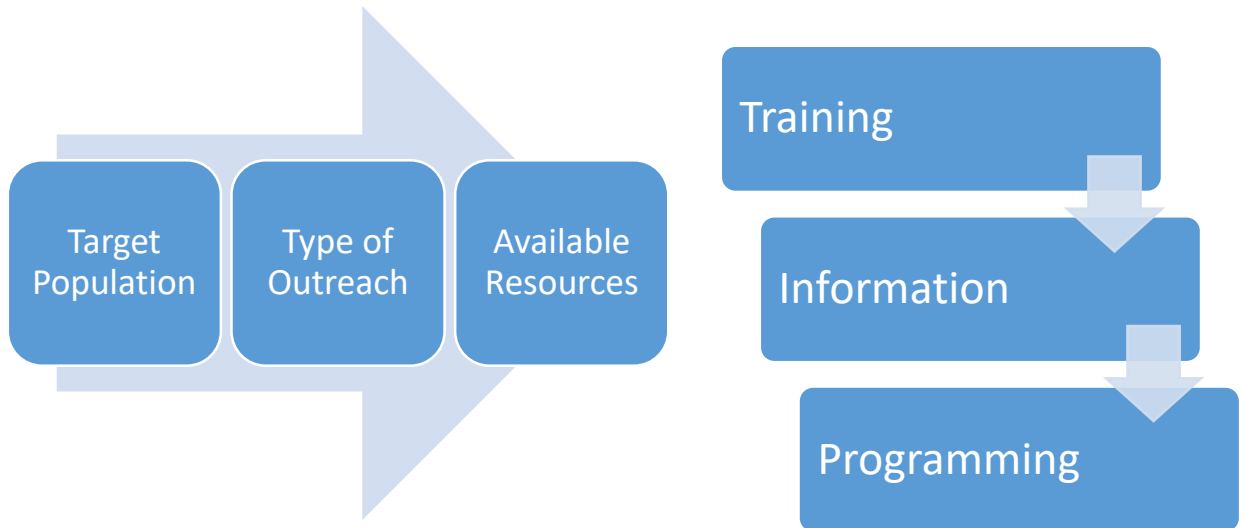 Target
Population
Type of
Outreach
Available
Resources
Training
Information
Programming